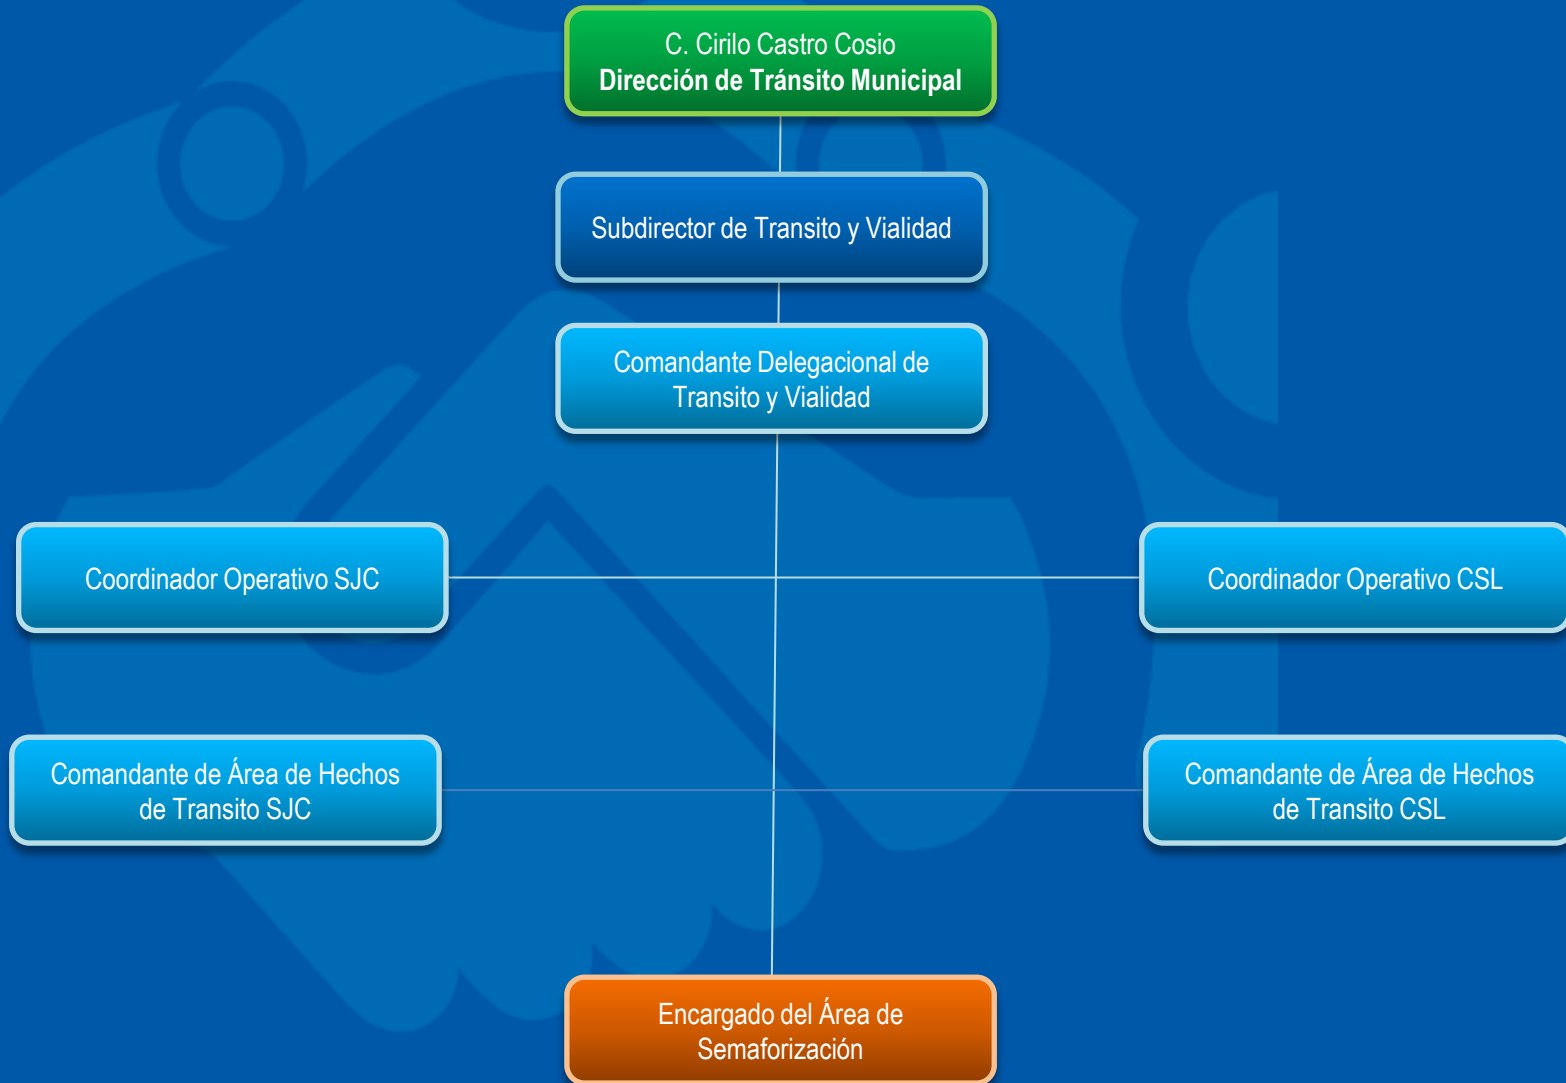 C. Cirilo Castro Cosio
Dirección de Tránsito Municipal
Subdirector de Transito y Vialidad
Comandante Delegacional de
Transito y Vialidad
Coordinador Operativo SJC
Coordinador Operativo CSL
Comandante de Área de Hechos
de Transito SJC
Comandante de Área de Hechos
de Transito CSL
Encargado del Área de
Semaforización